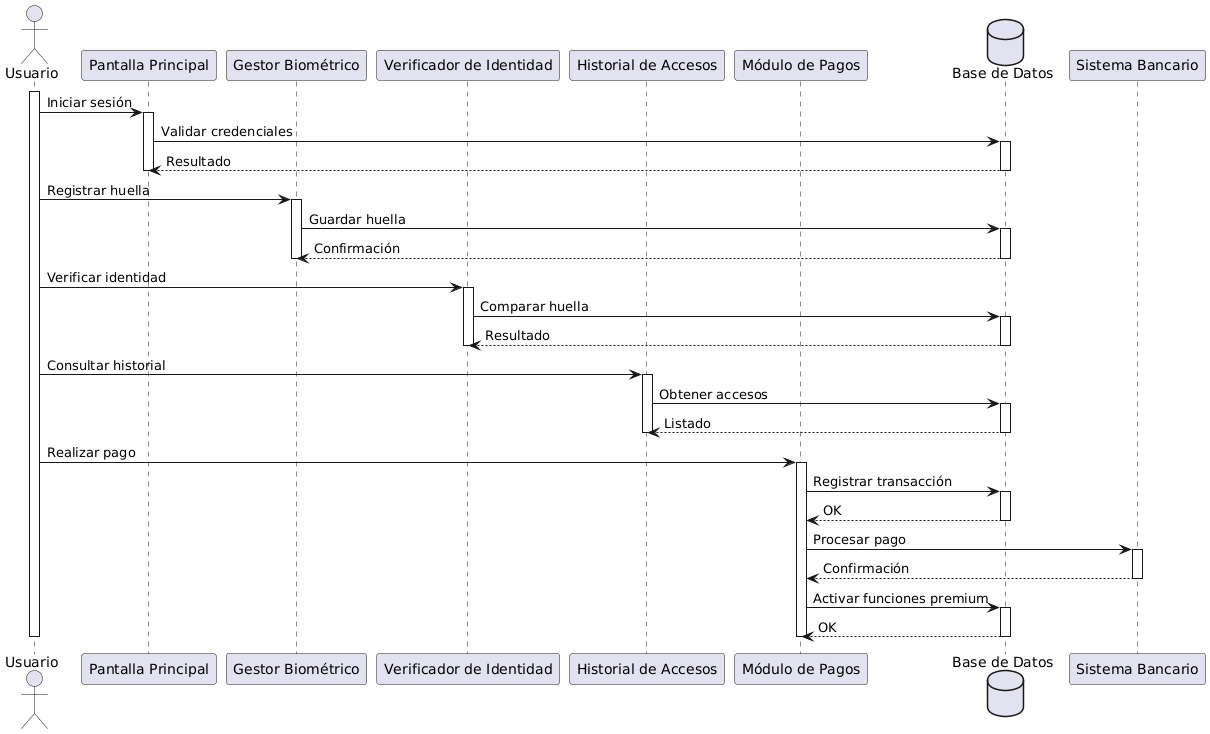 Usuario
Pantalla Principal
Gestor Biométrico
Verificador de Identidad
Historial de Accesos
Módulo de Pagos
Base de Datos
Sistema Bancario
Iniciar sesión
Validar credenciales
Resultado
Registrar huella
Guardar huella
Confirmación
Verificar identidad
Comparar huella
Resultado
Consultar historial
Obtener accesos
Listado
Realizar pago
Registrar transacción
OK
Procesar pago
Confirmación
Activar funciones premium
OK
Usuario
Pantalla Principal
Gestor Biométrico
Verificador de Identidad
Historial de Accesos
Módulo de Pagos
Base de Datos
Sistema Bancario